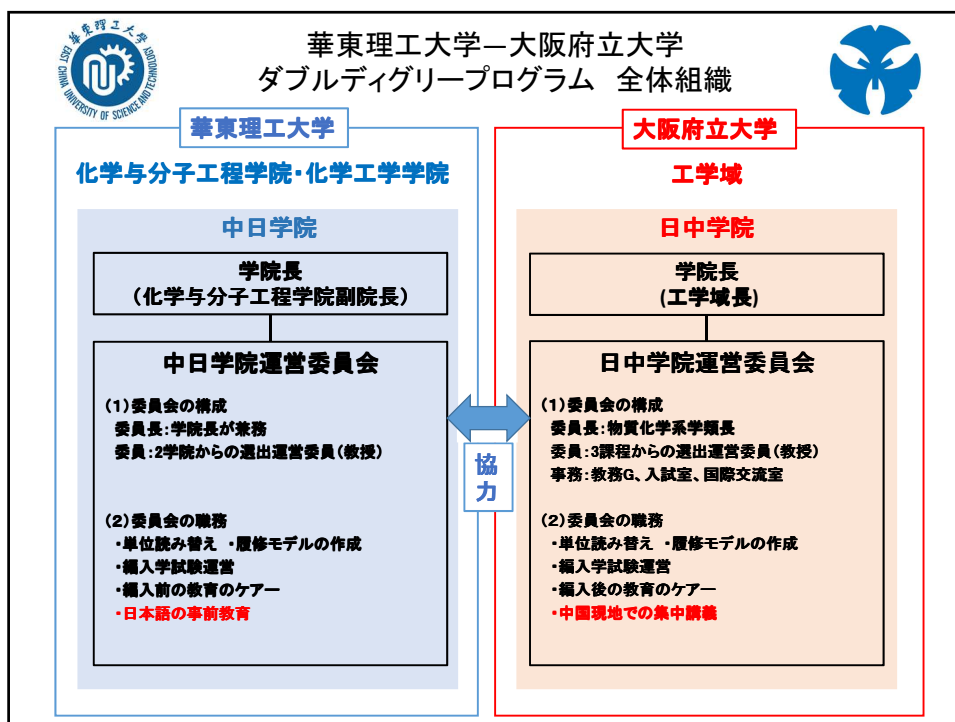 華東理工大学
EAST CHINA UNIVERSITY OF SCIENCE AND TECHNOLOGY
華東理工大学―大阪府立大学
ダブルディグリープログラム 全体組織
華東理工大学
化学与分子工程学院・化学工学学院
中日学院
学院長
(化学与分子工程学院副院長)
中日学院運営委員会
(1)委員会の構成
委員長:学院長が兼務
委員:2学院からの選出運営委員(教授)
(2)委員会の職務
・単位読み替え ・履修モデルの作成
・編入学試験運営
・編入前の教育のケアー
・日本語の事前教育
協
力
大阪府立大学
工学域
日中学院
学院長
(工学域長)
日中学院運営委員会
(1)委員会の構成
委員長:物質化学系学類長
委員:3課程からの選出運営委員(教授)
事務:教務G、入試室、国際交流室
(2)委員会の職務
・単位読み替え ・履修モデルの作成
・編入学試験運営
・編入後の教育のケアー
・中国現地での集中講義